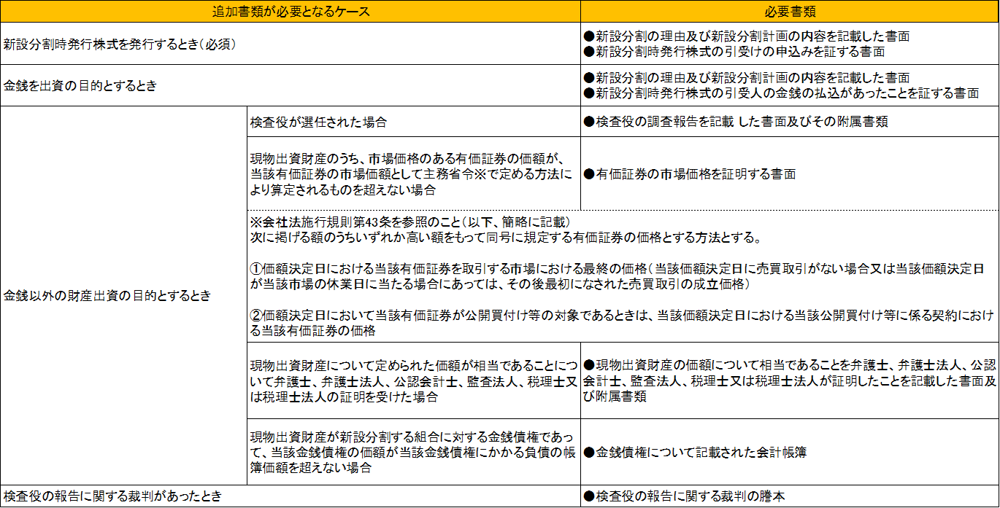 追加書類が必要となるケース
必要書類
新設分割時発行株式を発行するとき（必須）
●新設分割の理由及び新設分割計画の内容を記載した書面
●新設分割時発行株式の引受けの申込みを証する書面
金銭を出資の目的とするとき
●新設分割の理由及び新設分割計画の内容を記載した書面
●新設分割時発行株式の引受人の金銭の払込があったことを証する書面
金銭以外の財産出資の目的とするとき
検査役が選任された場合
●検査役の調査報告を記載 した書面及びその附属書類
現物出資財産のうち、市場価格のある有価証券の価額が、
当該有価証券の市場価額として主務省令※で定める方法に
より算定されるものを超えない場合
●有価証券の市場価格を証明する書面
※会社法施行規則第43条を参照のこと（以下、簡略に記載）
次に掲げる額のうちいずれか高い額をもって同号に規定する有価証券の価格とする方法とする。
①価額決定日における当該有価証券を取引する市場における最終の価格（当該価額決定日に売買取引がない場合又は当該価額決定日
が当該市場の休業日に当たる場合にあっては、その後最初になされた売買取引の成立価格）
②価額決定日において当該有価証券が公開買付け等の対象であるときは、当該価額決定日における当該公開買付け等に係る契約におけ
る当該有価証券の価格
現物出資財産について定められた価額が相当であることにつ
いて弁護士、弁護士法人、公認会計士、監査法人、税理士又
は税理士法人の証明を受けた場合
●現物出資財産の価額について相当であることを弁護士、弁護士法人、公認
会計士、監査法人、税理士又は税理士法人が証明したことを記載した書面及
び附属書類
現物出資財産が新設分割する組合に対する金銭債権であっ
て、当該金銭債権の価額が当該金銭債権にかかる負債の帳
簿価額を超えない場合
●金銭債権について記載された会計帳簿
検査役の報告に関する裁判があったとき
●検査役の報告に関する裁判の謄本